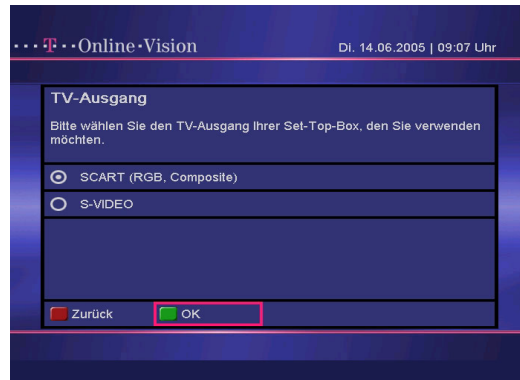 ···T···Online·Vision
Di. 14.06.2005 | 09:07 Uhr
TV-Ausgang
Bitte wählen Sie den TV-Ausgang Ihrer Set-Top-Box, den Sie verwenden
möchten.
SCART (RGB, Composite)
S-VIDEO
Zurück
OK